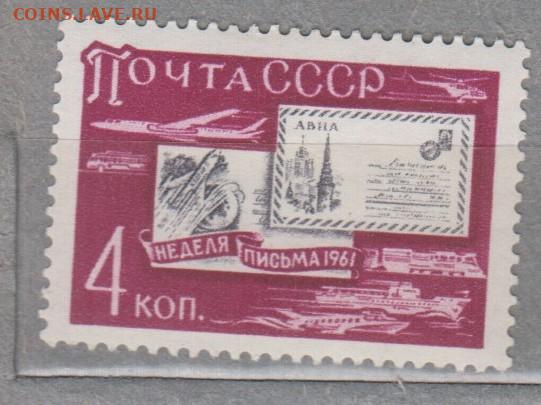 COINS.LAVE.RU
ПОЧТА СССР
АВИА
НЕДЕЛЯ ПИСЬМА 1961
4 КОП.